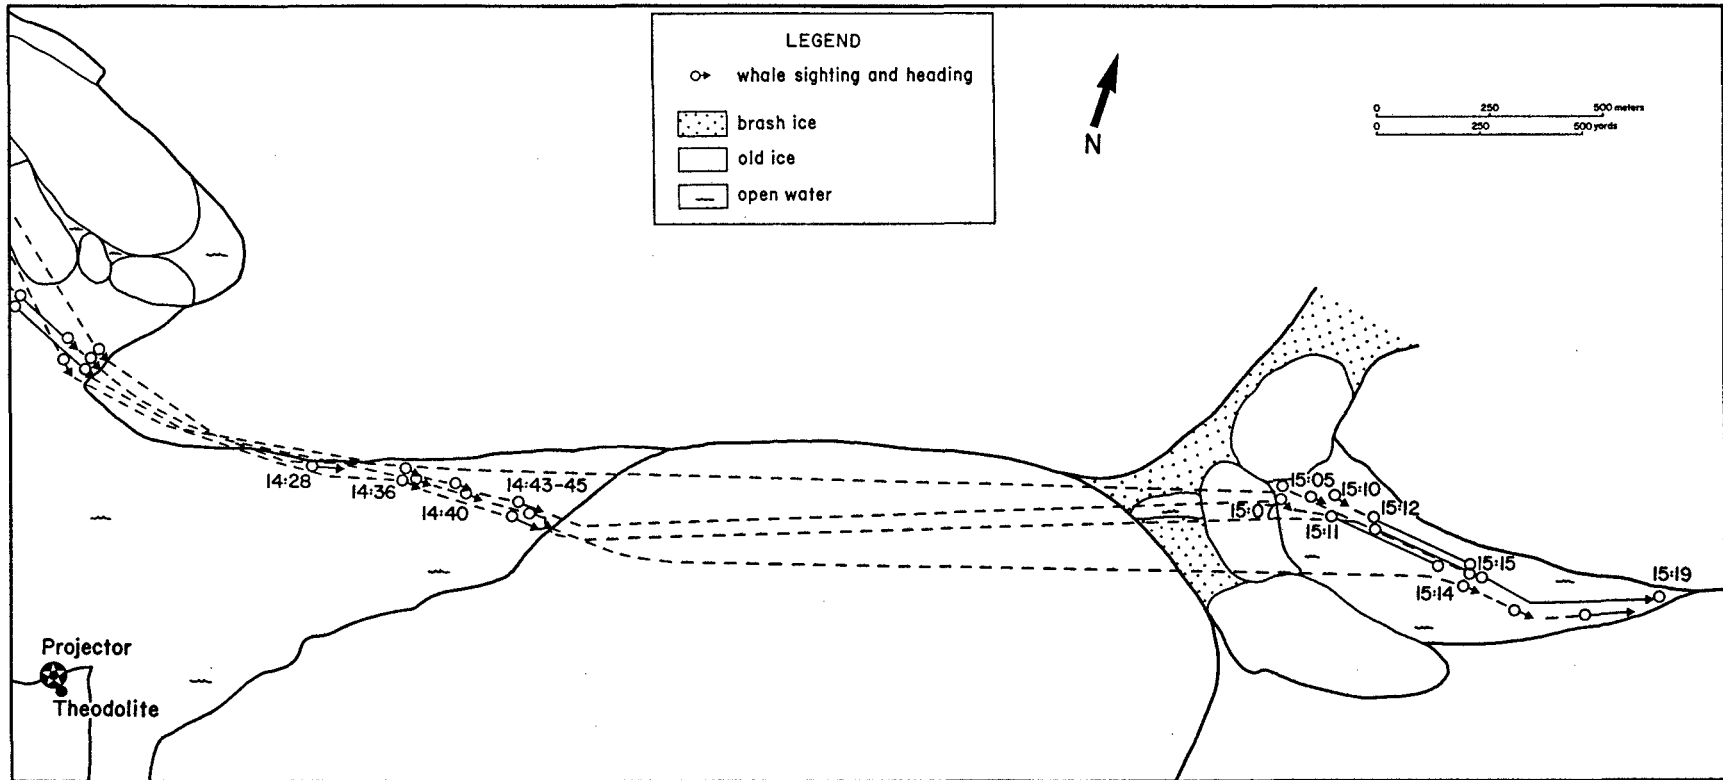 LEGEND
whale sighting and heading
brash ice
old ice
open water
N
0 250 500 meters
0 250 500 yards
14:28
14:36
14:40
14:43-45
15:05
15:10
15:07
15:12
15:11
15:15
15:14
15:19
Projector
Theodolite